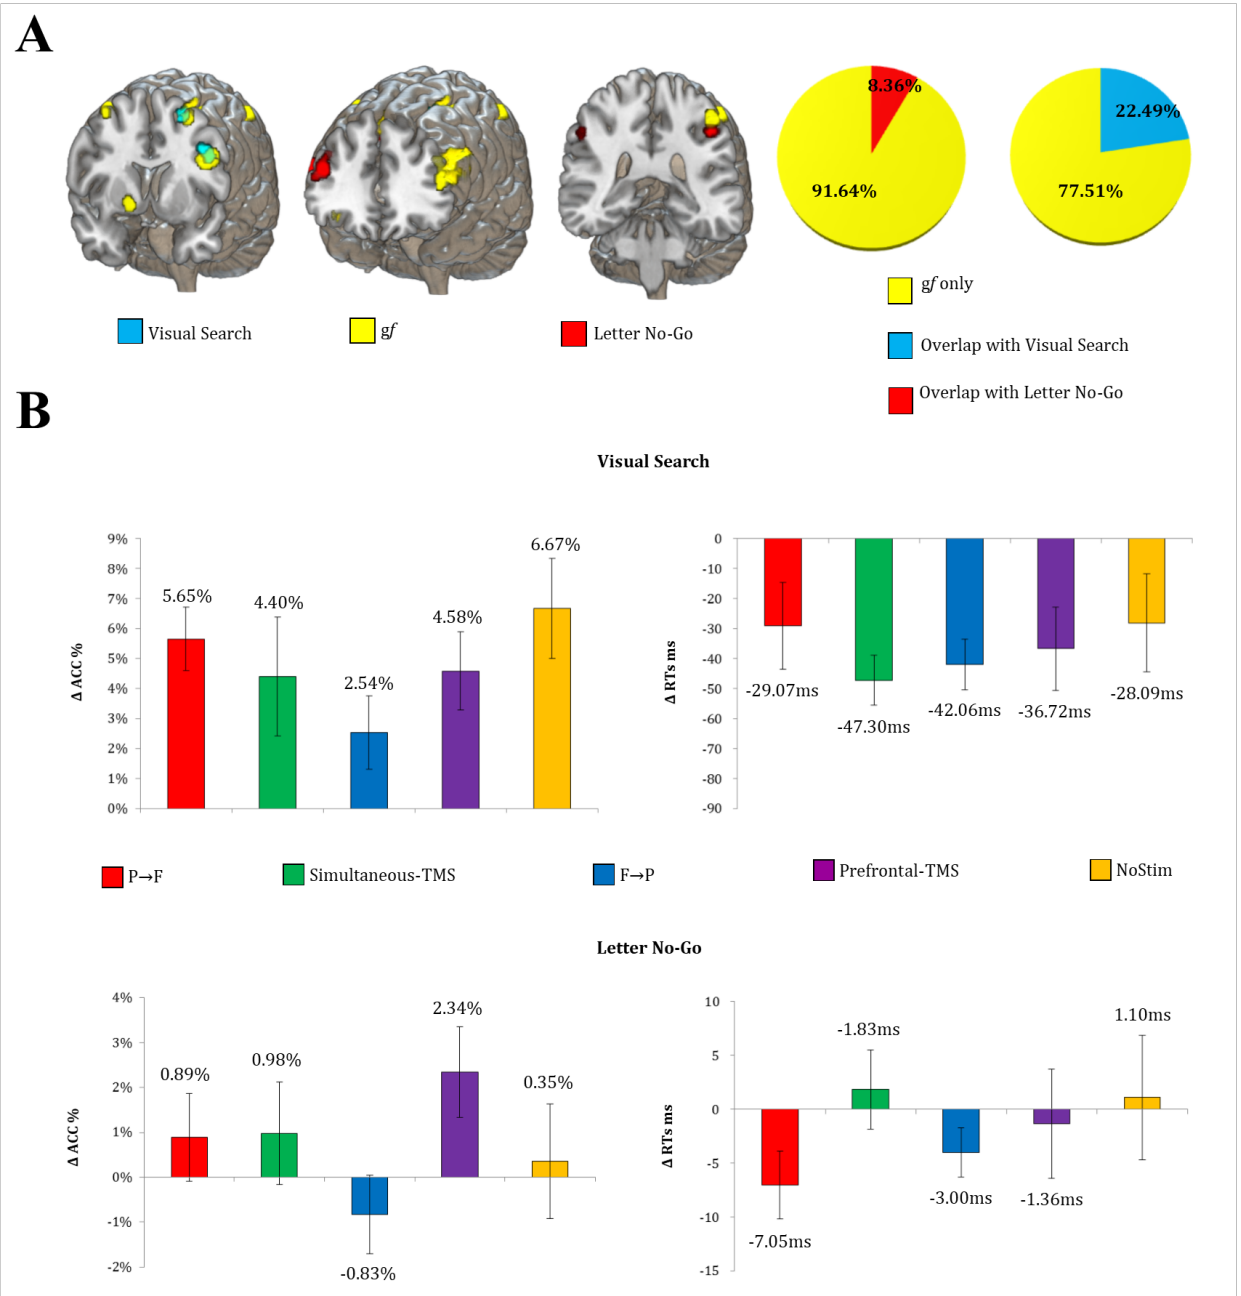 A
8.36%
91.64%
22.49%
77.51%
Visual Search
gf
Letter No-Go
gf only
Overlap with Visual Search
Overlap with Letter No-Go
B
Visual Search
Δ ACC %
9%
8%
7%
6%
5%
4%
3%
2%
1%
0%
5.65%
4.40%
2.54%
4.58%
6.67%
Δ RTs ms
0
-10
-20
-30
-40
-50
-60
-70
-80
-90
-29.07ms
-47.30ms
-42.06ms
-36.72ms
-28.09ms
P→F
Simultaneous-TMS
F→P
Prefrontal-TMS
NoStim
Letter No-Go
Δ ACC %
4%
3%
2%
1%
0%
-1%
-2%
0.89%
0.98%
-0.83%
2.34%
0.35%
Δ RTs ms
10
5
0
-5
-10
-15
-7.05ms
-1.83ms
-3.00ms
-1.36ms
1.10ms